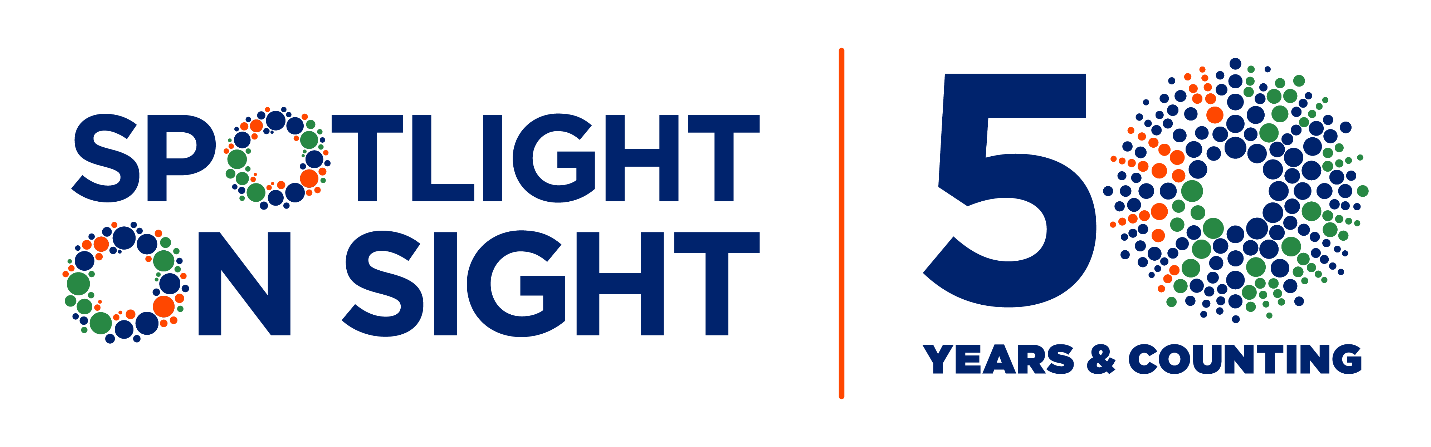 SPOTLIGHT
ON SIGHT
50
YEARS & COUNTING